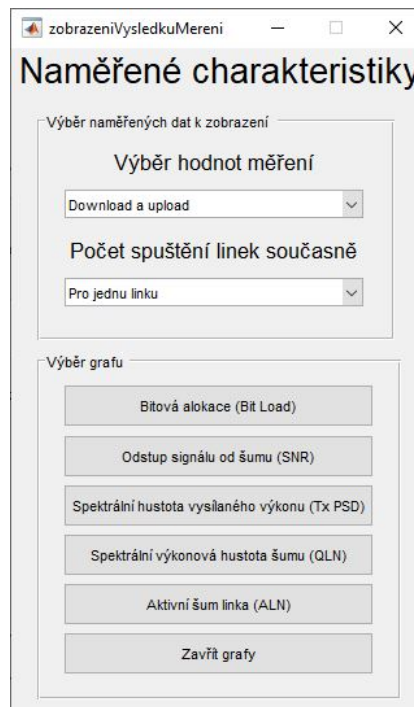 zobrazeniVysledkuMereni
Naměřené charakteristiky
Výběr naměřených dat k zobrazení
Výběr hodnot měření
Download a upload
Počet spuštění linek současně
Pro jednu linku
Výběr grafu
Bitová alokace (Bit Load)
Odstup signálu od šumu (SNR)
Spektrální hustota vysílaného výkonu (Tx PSD)
Spektrální výkonová hustota šumu (QLN)
Aktivní šum linka (ALN)
Zavřít grafy